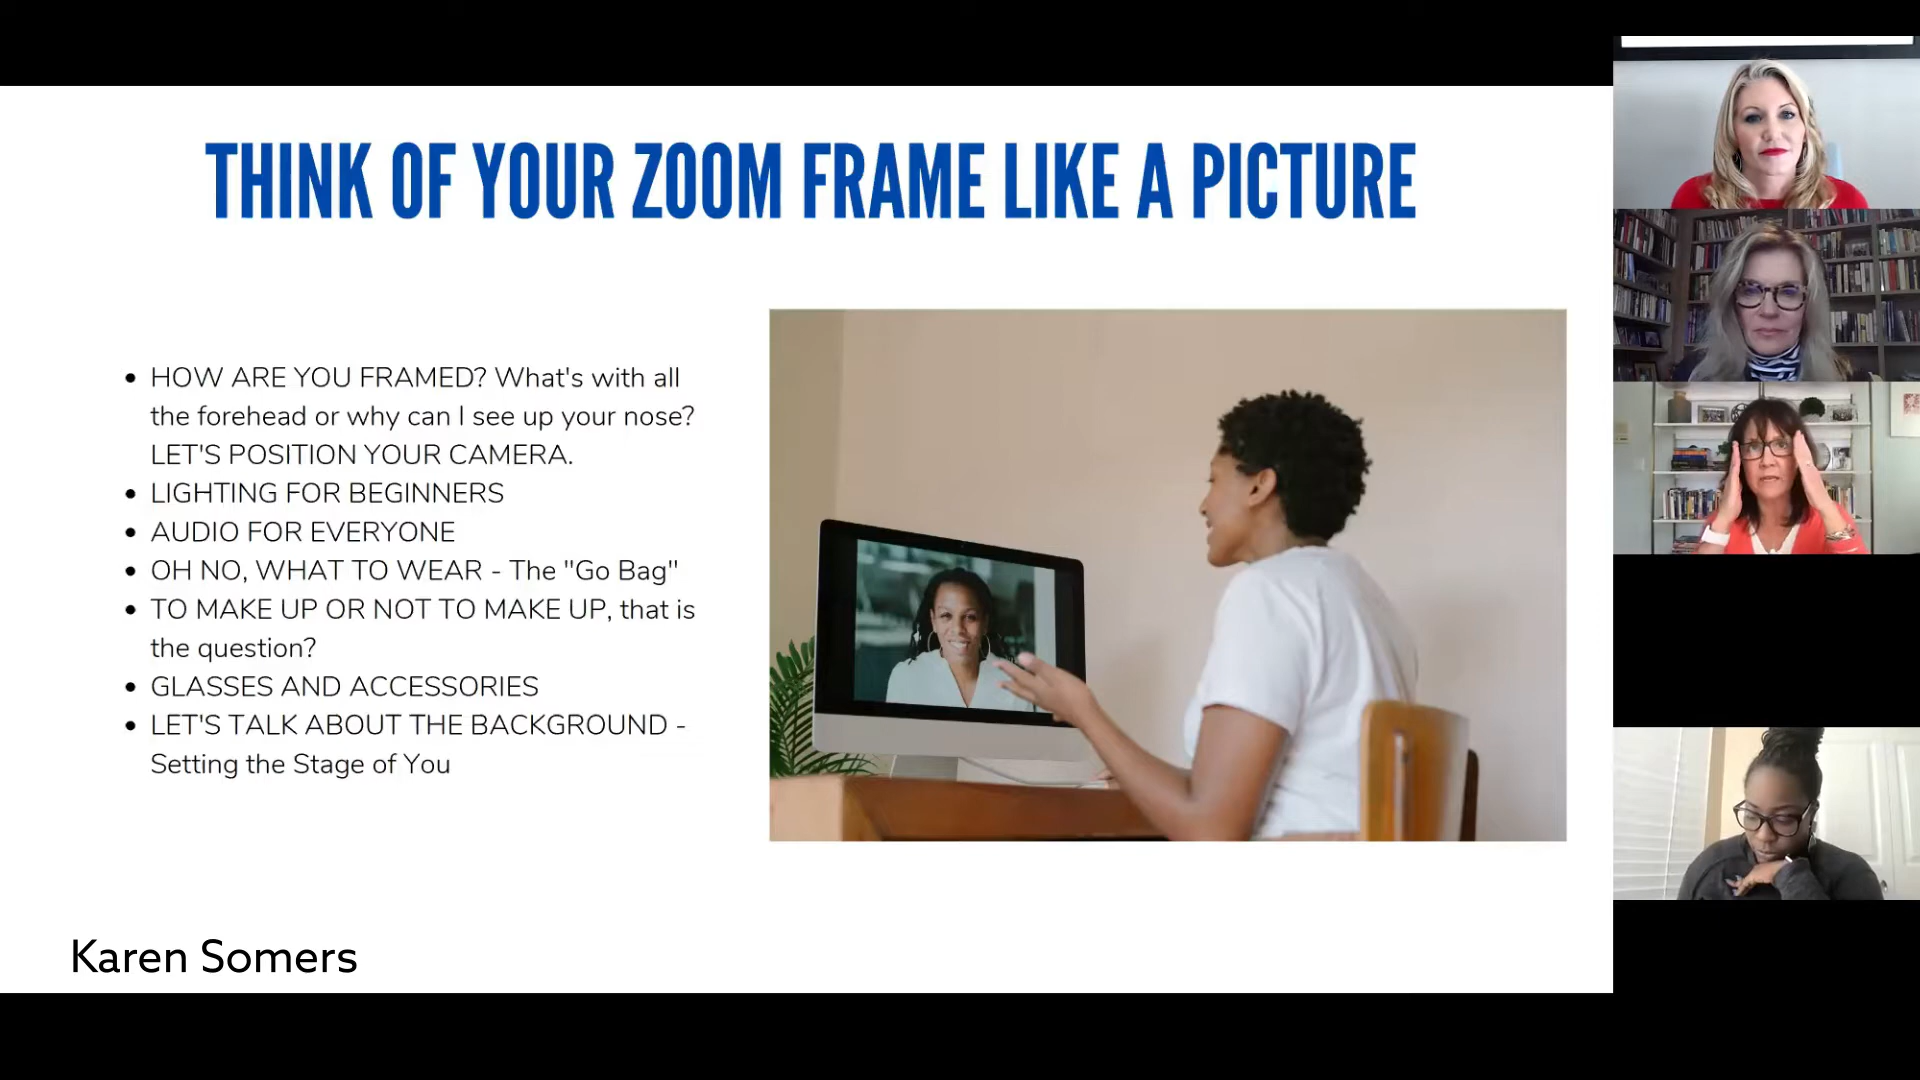 THINK OF YOUR ZOOM FRAME LIKE A PICTURE
• HOW ARE YOU FRAMED? What's with all
the forehead or why can I see up your nose?
LET'S POSITION YOUR CAMERA.
• LIGHTING FOR BEGINNERS
• AUDIO FOR EVERYONE
• OH NO, WHAT TO WEAR - The "Go Bag"
• TO MAKE UP OR NOT TO MAKE UP, that is
the question?
• GLASSES AND ACCESSORIES
• LET'S TALK ABOUT THE BACKGROUND -
Setting the Stage of You
Karen Somers